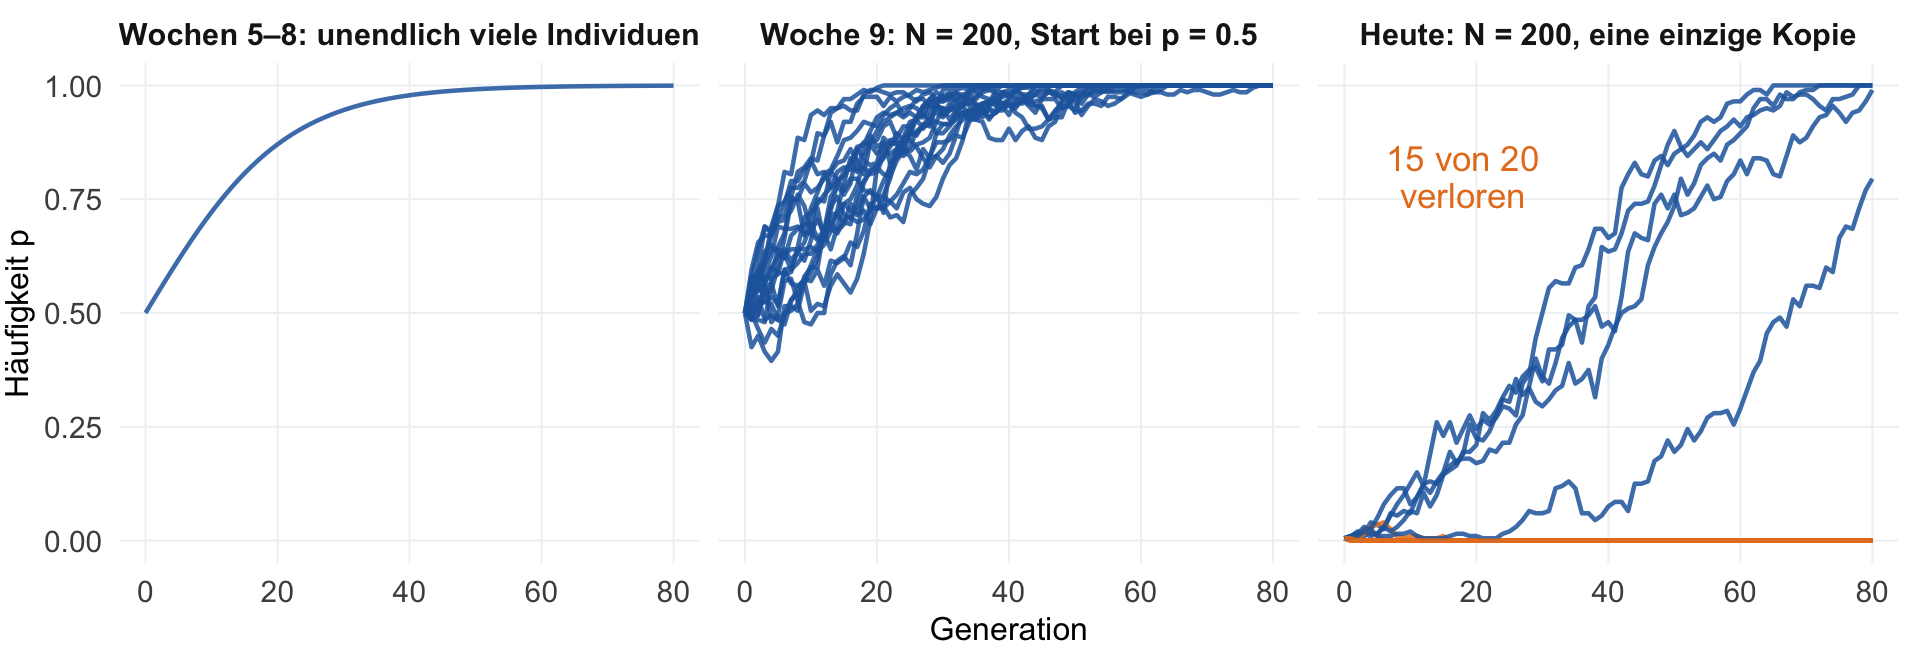 Wochen 5–8: unendlich viele Individuen
Woche 9: N = 200, Start bei p = 0.5
Heute: N = 200, eine einzige Kopie
Häufigkeit p
1.00
0.75
0.50
0.25
0.00
15 von 20
verloren
0 20 40 60 80
0 20 40 60 80
0 20 40 60 80
Generation